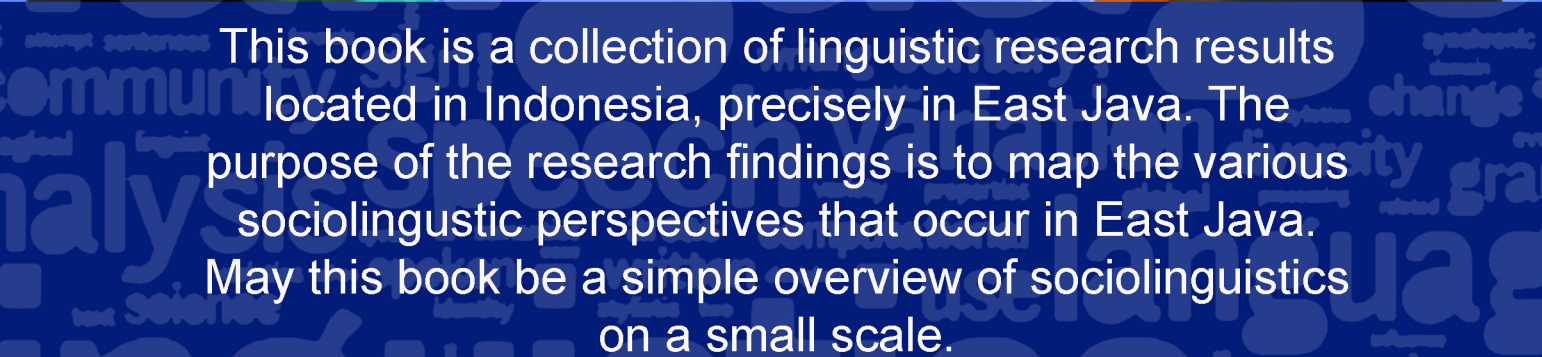 This book is a collection of linguistic research results
located in Indonesia, precisely in East Java. The
purpose of the research findings is to map the various
sociolingustic perspectives that occur in East Java.
May this book be a simple overview of sociolinguistics
on a small scale.